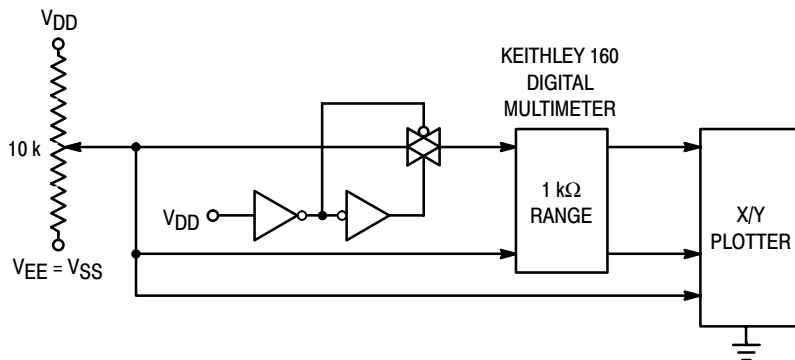 V_DD
10 k
V_EE = V_SS
V_DD
KEITHLEY 160
DIGITAL
MULTIMETER
1 kΩ
RANGE
X/Y
PLOTTER